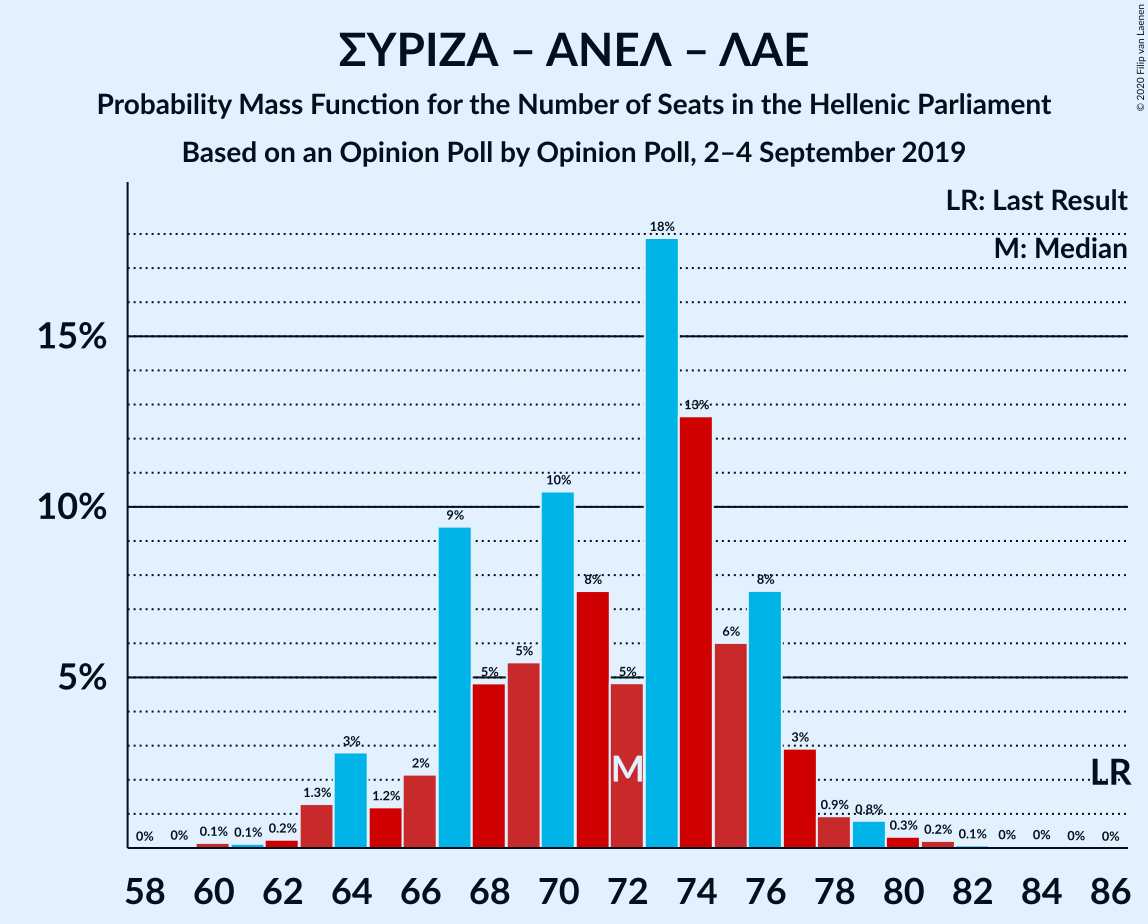 ΣΥΡΙΖΑ – ΑΝΕΛ – ΛΑΕ
Probability Mass Function for the Number of Seats in the Hellenic Parliament
Based on an Opinion Poll by Opinion Poll, 2–4 September 2019
© 2020 Filip van Laenen
LR: Last Result
M: Median
15%
10%
5%
0% 0% 0.1% 0.1% 0.2% 1.3% 3% 1.2% 2% 9% 5% 5% 10% 8% 5% 18% 13% 6% 8% 3% 0.9% 0.8% 0.3% 0.2% 0.1% 0% 0% 0% 0%
M
LR
58 60 62 64 66 68 70 72 74 76 78 80 82 84 86